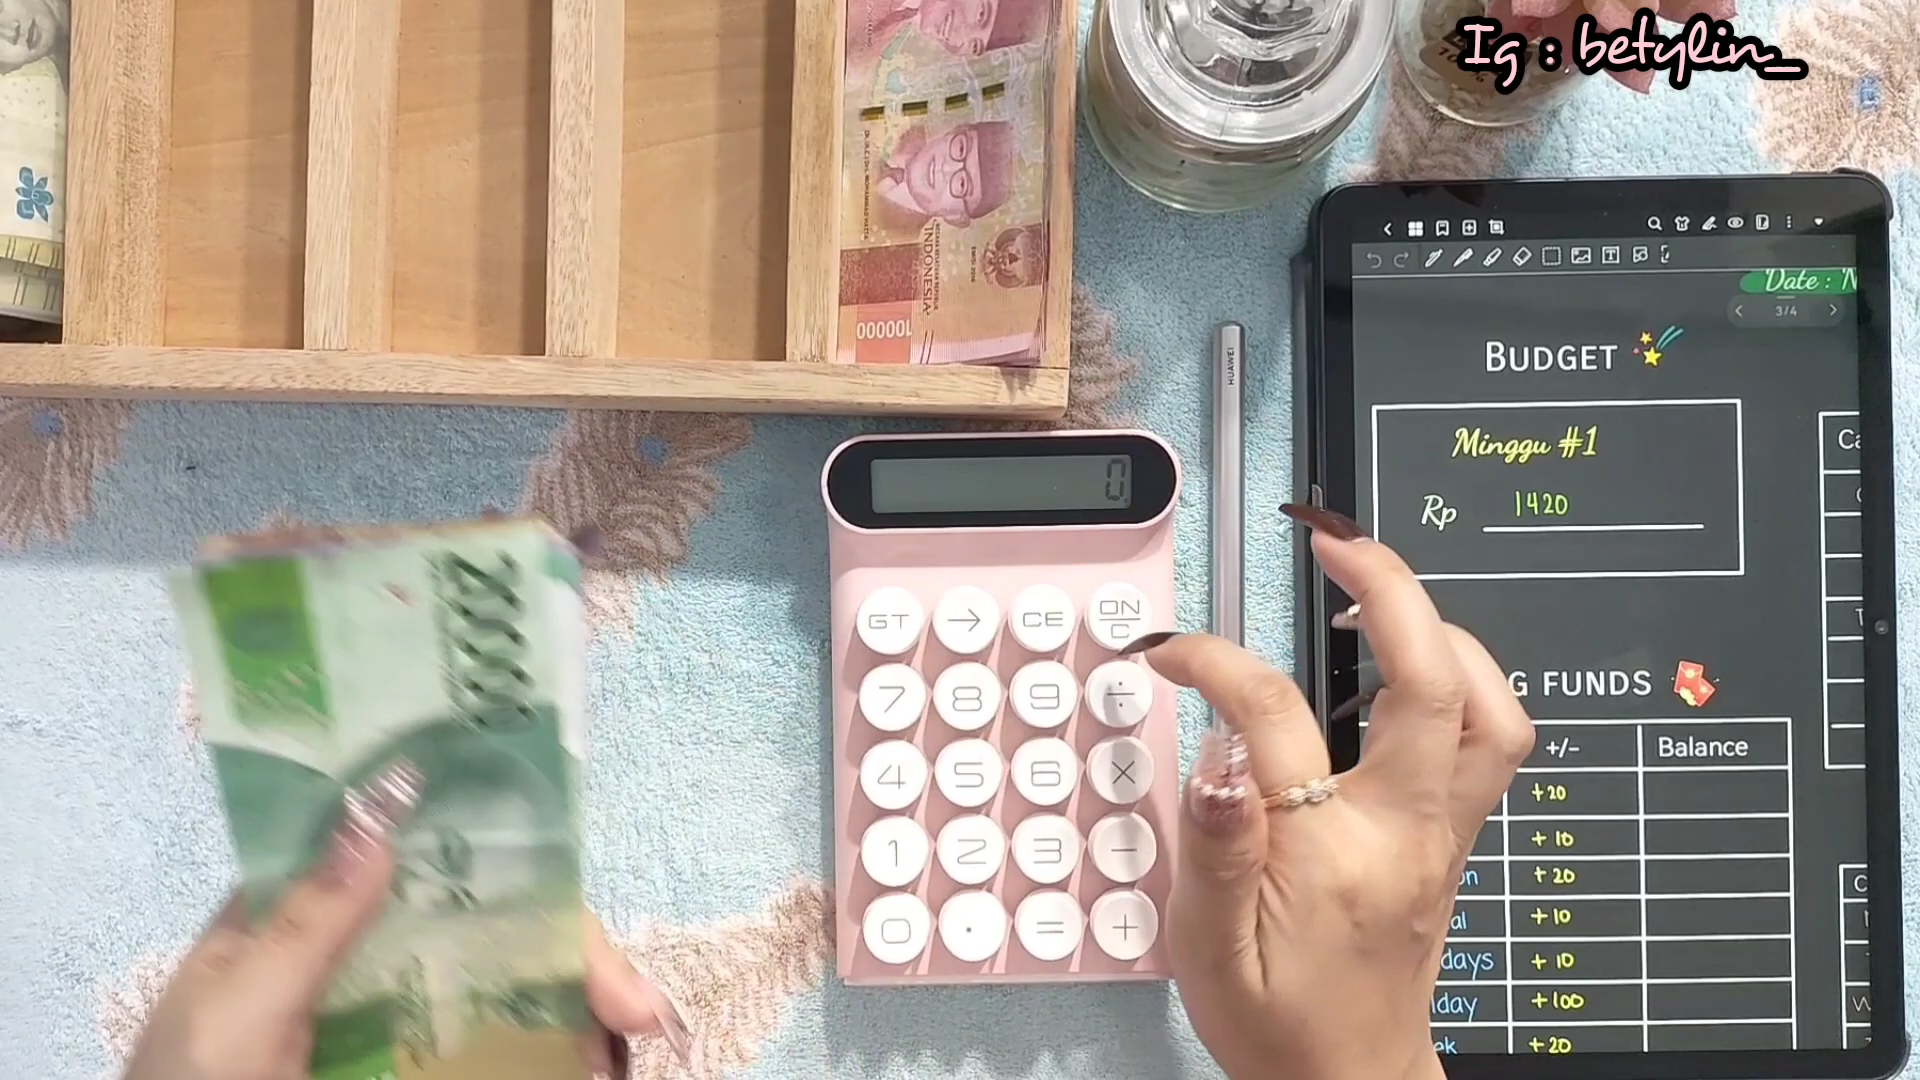 Ig : betylin_
INDONESIA
100000
HUAWEI
Date :
3/4
BUDGET
Minggu #1
Rp 1420
0
GT → CE ON/C
7 8 9 ÷
4 5 6 ×
1 2 3 −
0 . = +
G FUNDS
+/- Balance
+20
+10
+20
+10
days +10
day +100
ek +20